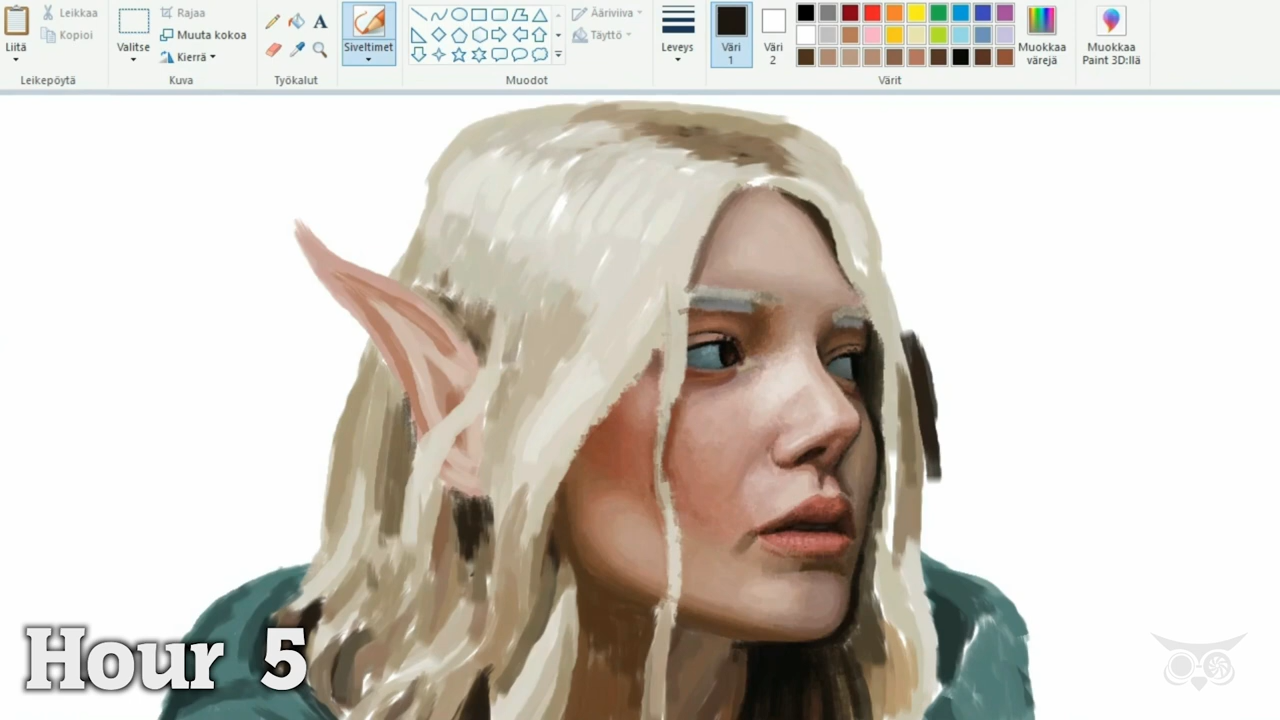 Liitä
Leikkaa
Kopioi
Leikepöytä
Valitse
Rajaa
Muuta kokoa
Kierrä
Kuva
A
Työkalut
Siveltimet
Ääriviiva
Täyttö
Muodot
Leveys
Väri
1
Väri
2
Värit
Muokkaa
värejä
Muokkaa
Paint 3D:llä
Hour 5